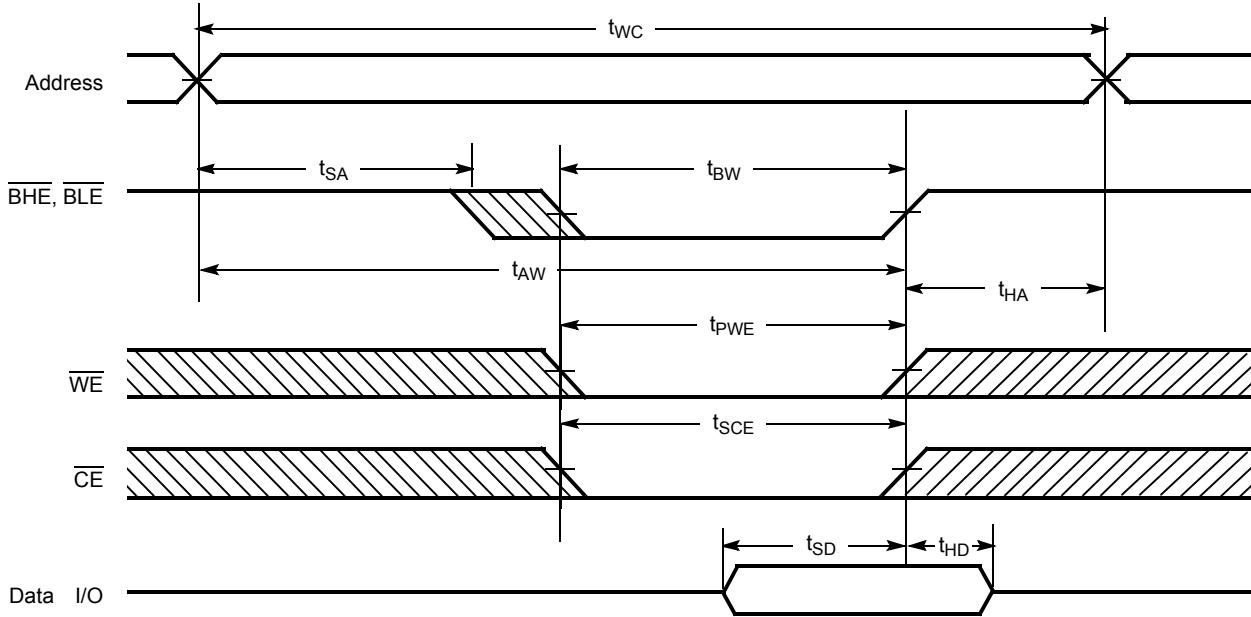 tWC
Address
tSA
tBW
BHE, BLE
tAW
tHA
tPWE
WE
tSCE
CE
tSD
tHD
Data I/O